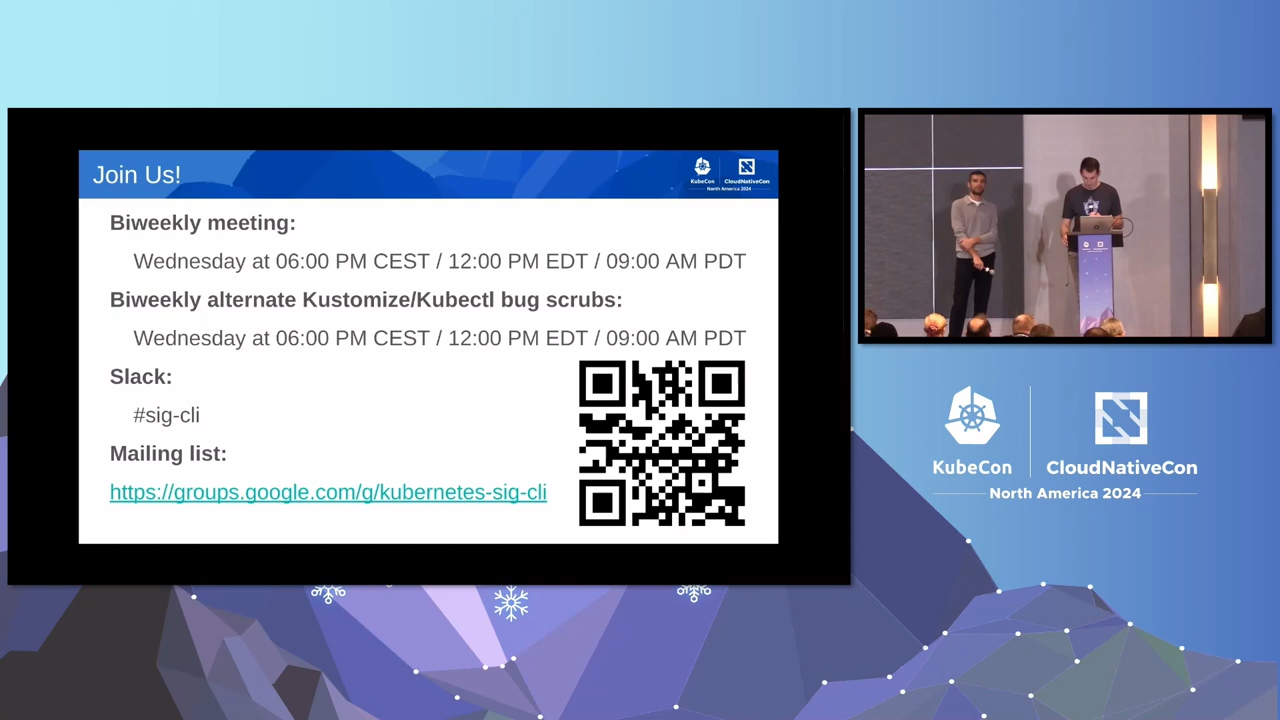 Join Us!
KubeCon
CloudNativeCon
North America 2024
Biweekly meeting:
Wednesday at 06:00 PM CEST / 12:00 PM EDT / 09:00 AM PDT
Biweekly alternate Kustomize/Kubectl bug scrubs:
Wednesday at 06:00 PM CEST / 12:00 PM EDT / 09:00 AM PDT
Slack:
#sig-cli
Mailing list:
https://groups.google.com/g/kubernetes-sig-cli
KubeCon
CloudNativeCon
North America 2024